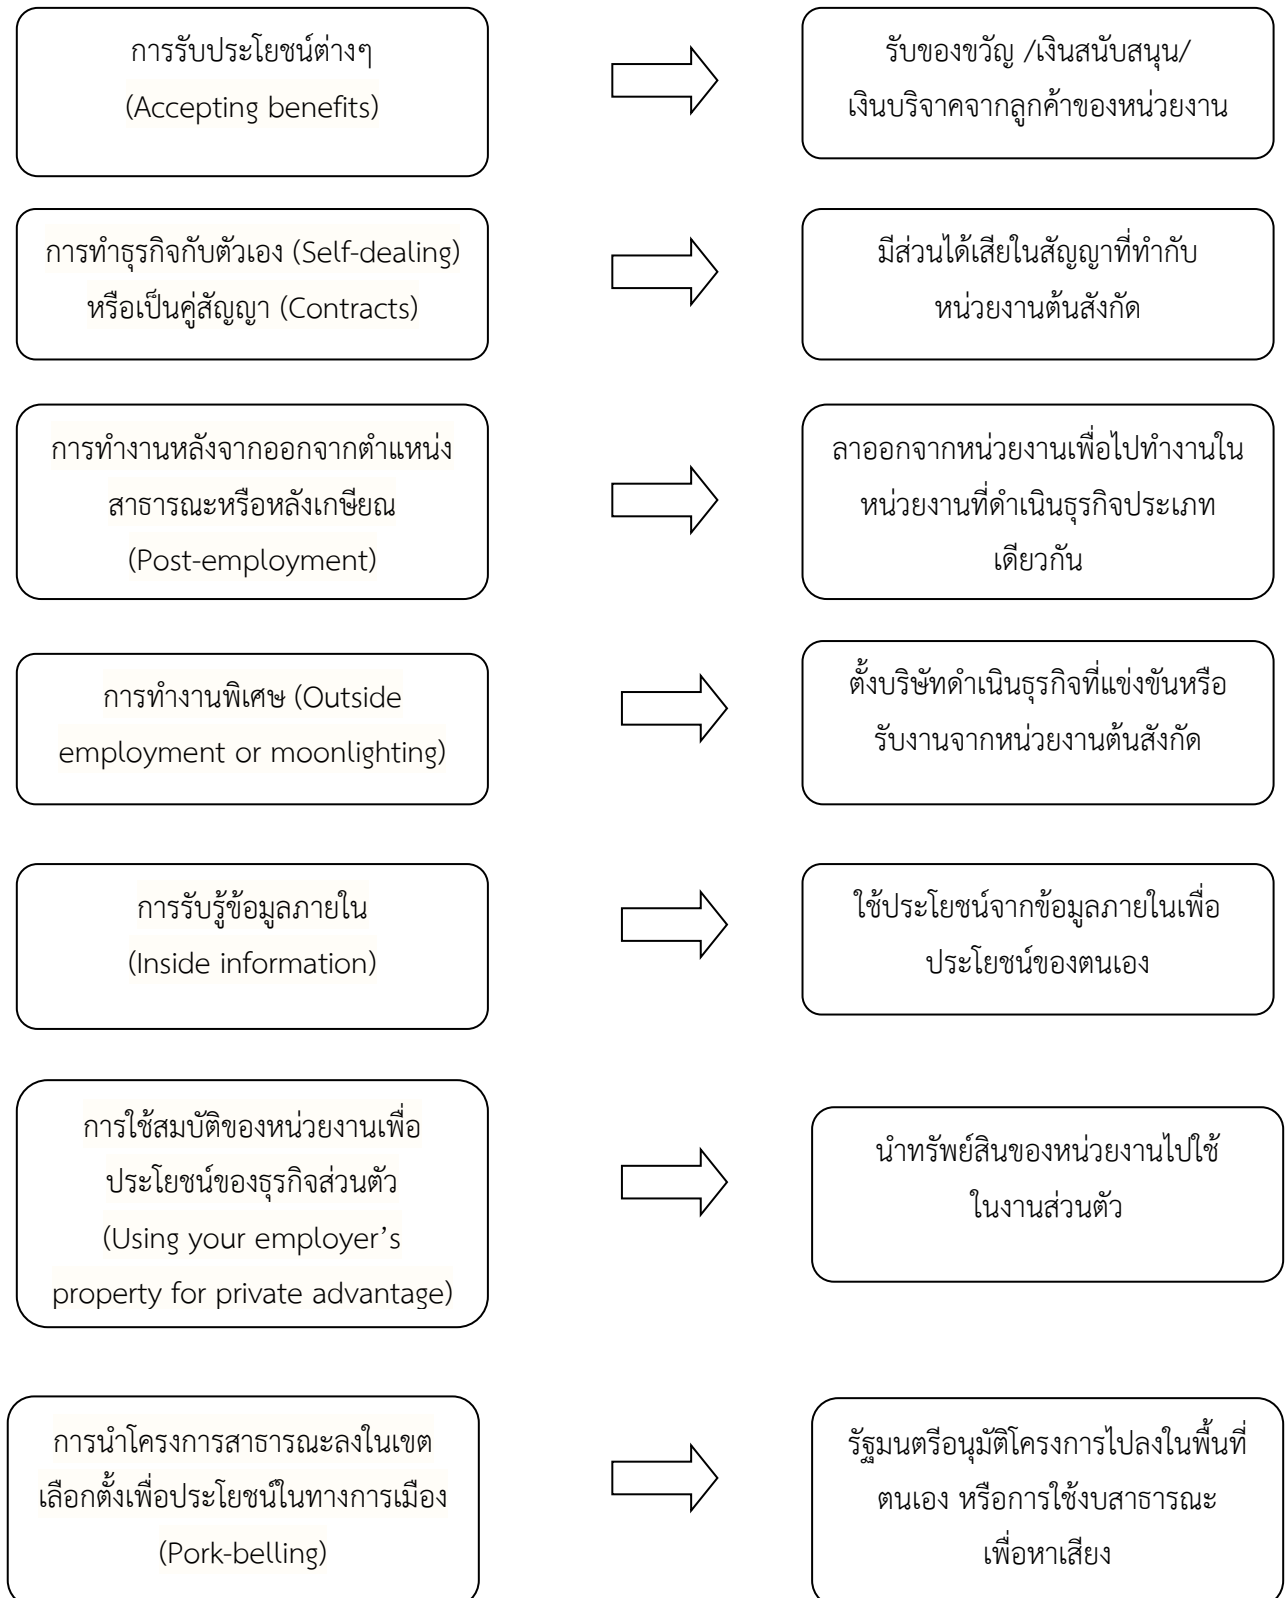 การรับประโยชน์ต่างๆ
(Accepting benefits)
รับของขวัญ /เงินสนับสนุน/
เงินบริจาคจากลูกค้าของหน่วยงาน
การทำธุรกิจกับตัวเอง (Self-dealing)
หรือเป็นคู่สัญญา (Contracts)
มีส่วนได้เสียในสัญญาที่ทำกับ
หน่วยงานต้นสังกัด
การทำงานหลังจากออกจากตำแหน่ง
สาธารณะหรือหลังเกษียณ
(Post-employment)
ลาออกจากหน่วยงานเพื่อไปทำงานใน
หน่วยงานที่ดำเนินธุรกิจประเภท
เดียวกัน
การทำงานพิเศษ (Outside
employment or moonlighting)
ตั้งบริษัทดำเนินธุรกิจที่แข่งขันหรือ
รับงานจากหน่วยงานต้นสังกัด
การรับรู้ข้อมูลภายใน
(Inside information)
ใช้ประโยชน์จากข้อมูลภายในเพื่อ
ประโยชน์ของตนเอง
การใช้สมบัติของหน่วยงานเพื่อ
ประโยชน์ของธุรกิจส่วนตัว
(Using your employer’s
property for private advantage)
นำทรัพย์สินของหน่วยงานไปใช้
ในงานส่วนตัว
การนำโครงการสาธารณะลงในเขต
เลือกตั้งเพื่อประโยชน์ในทางการเมือง
(Pork-belling)
รัฐมนตรีอนุมัติโครงการไปลงในพื้นที่
ตนเอง หรือการใช้งบสาธารณะ
เพื่อหาเสียง